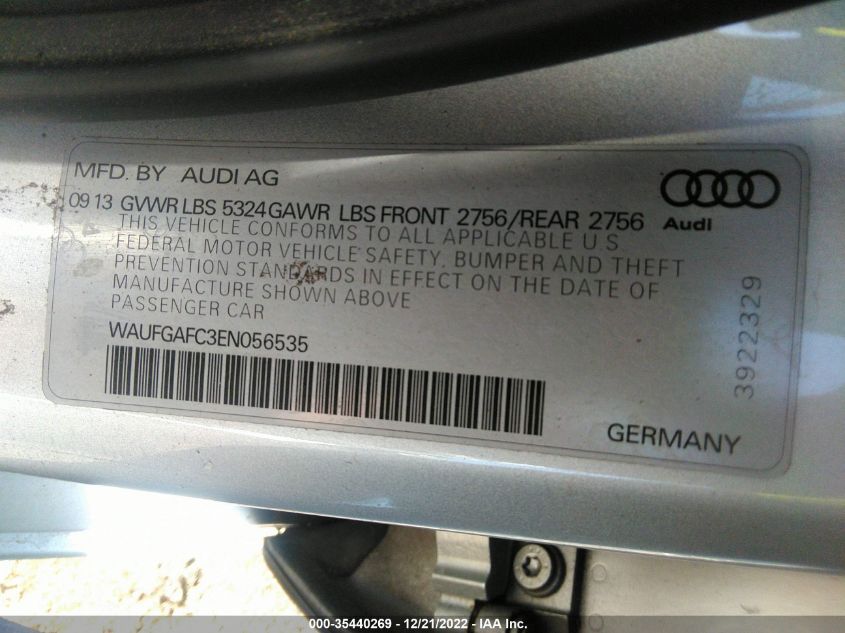 MFD. BY AUDI AG
09 13 GVWR LBS 5324 GAWR LBS FRONT 2756/REAR 2756
Audi
THIS VEHICLE CONFORMS TO ALL APPLICABLE U S
FEDERAL MOTOR VEHICLE SAFETY, BUMPER AND THEFT
PREVENTION STANDARDS IN EFFECT ON THE DATE OF
MANUFACTURE SHOWN ABOVE
PASSENGER CAR
WAUFGAFC3EN056535
3922329
GERMANY
000-35440269 - 12/21/2022 - IAA Inc.